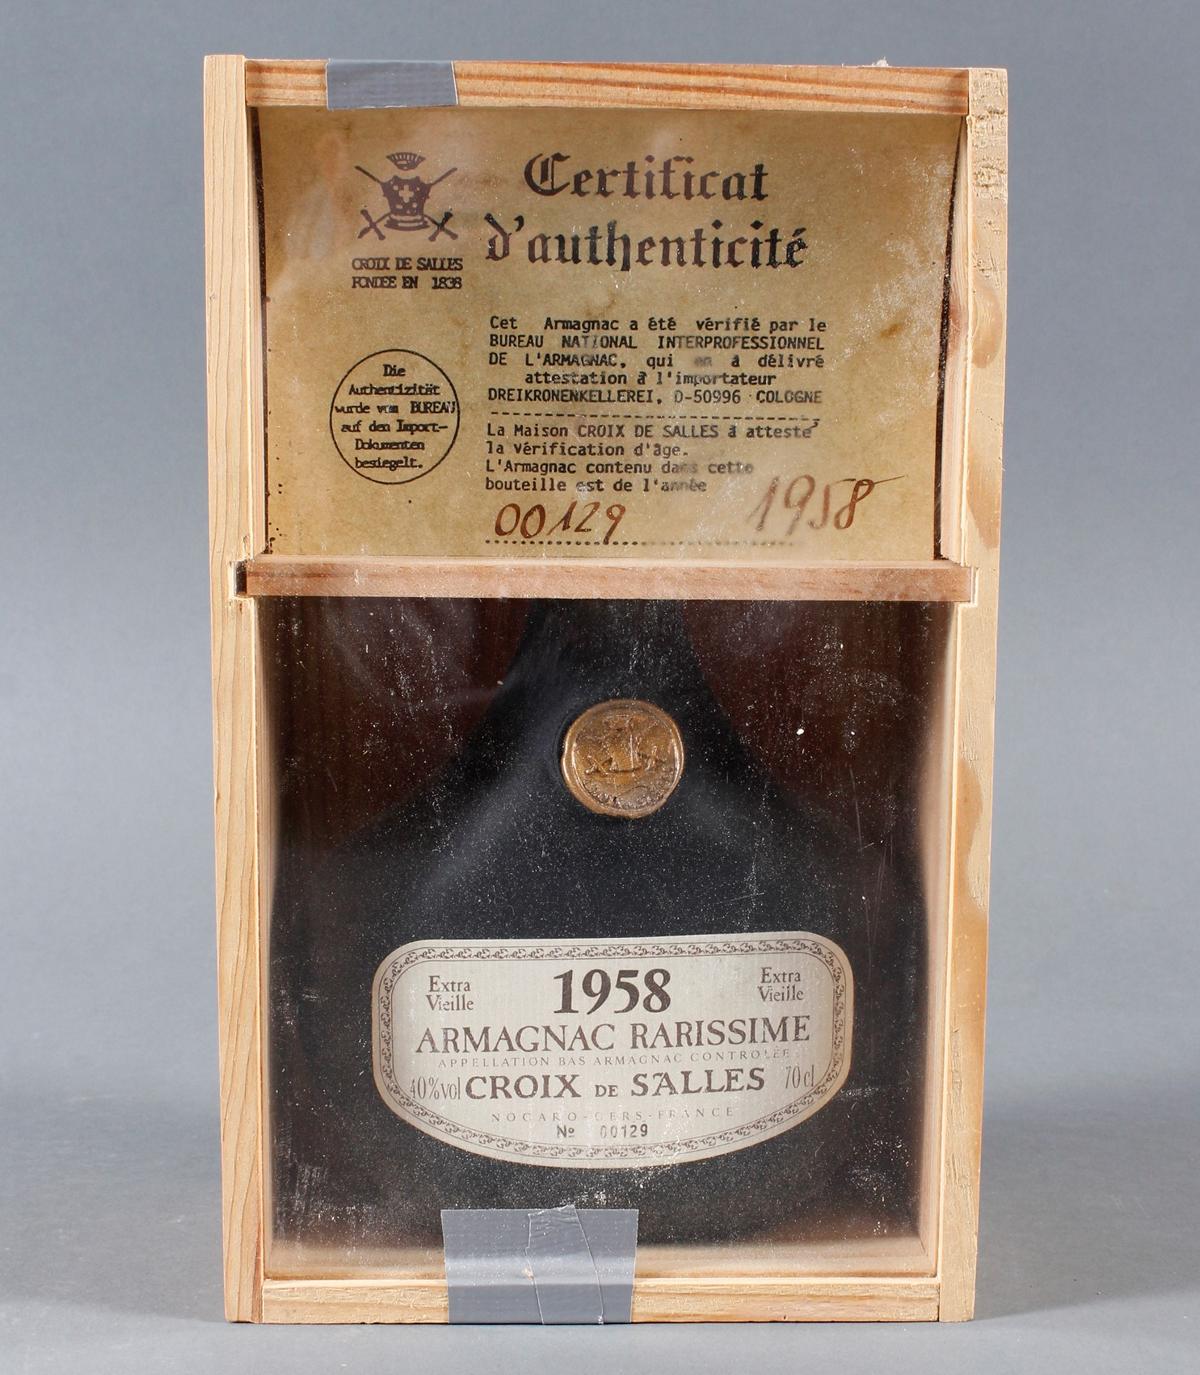 Certificat
d'authenticité
CROIX DE SALLES
FONDEE EN 1838
Cet Armagnac a été vérifié par le
BUREAU NATIONAL INTERPROFESSIONNEL
DE L'ARMAGNAC, qui en à délivré
attestation à l'importateur
DREIKRONENKELLEREI, D-50996 COLOGNE
Die
Authentizität
wurde vom BUREAU
auf den Import-
Dokumenten
besiegelt.
La Maison CROIX DE SALLES à atteste
la vérification d'âge.
L'Armagnac contenu dans cette
bouteille est de l'année
00129 1958
Extra
Vieille
1958
Extra
Vieille
ARMAGNAC RARISSIME
APPELLATION BAS ARMAGNAC CONTROLEE
40%vol CROIX DE SALLES 70 cl
NOGARO-GERS-FRANCE
Nº 00129